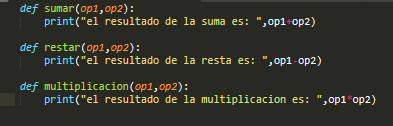 def sumar(op1,op2):
    print("el resultado de la suma es: ",op1+op2)
def restar(op1,op2):
    print("el resultado de la resta es: ",op1-op2)
def multiplicacion(op1,op2):
    print("el resultado de la multiplicacion es: ",op1*op2)